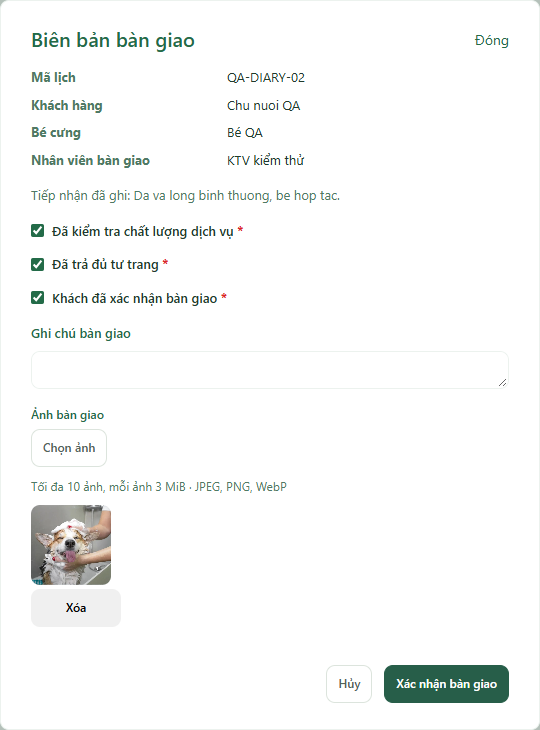 Biên bản bàn giao
Đóng
Mã lịch QA-DIARY-02
Khách hàng Chu nuoi QA
Bé cưng Bé QA
Nhân viên bàn giao KTV kiểm thử
Tiếp nhận đã ghi: Da va long binh thuong, be hop tac.
Đã kiểm tra chất lượng dịch vụ *
Đã trả đủ tư trang *
Khách đã xác nhận bàn giao *
Ghi chú bàn giao
Ảnh bàn giao
Chọn ảnh
Tối đa 10 ảnh, mỗi ảnh 3 MiB · JPEG, PNG, WebP
Xóa
Hủy
Xác nhận bàn giao